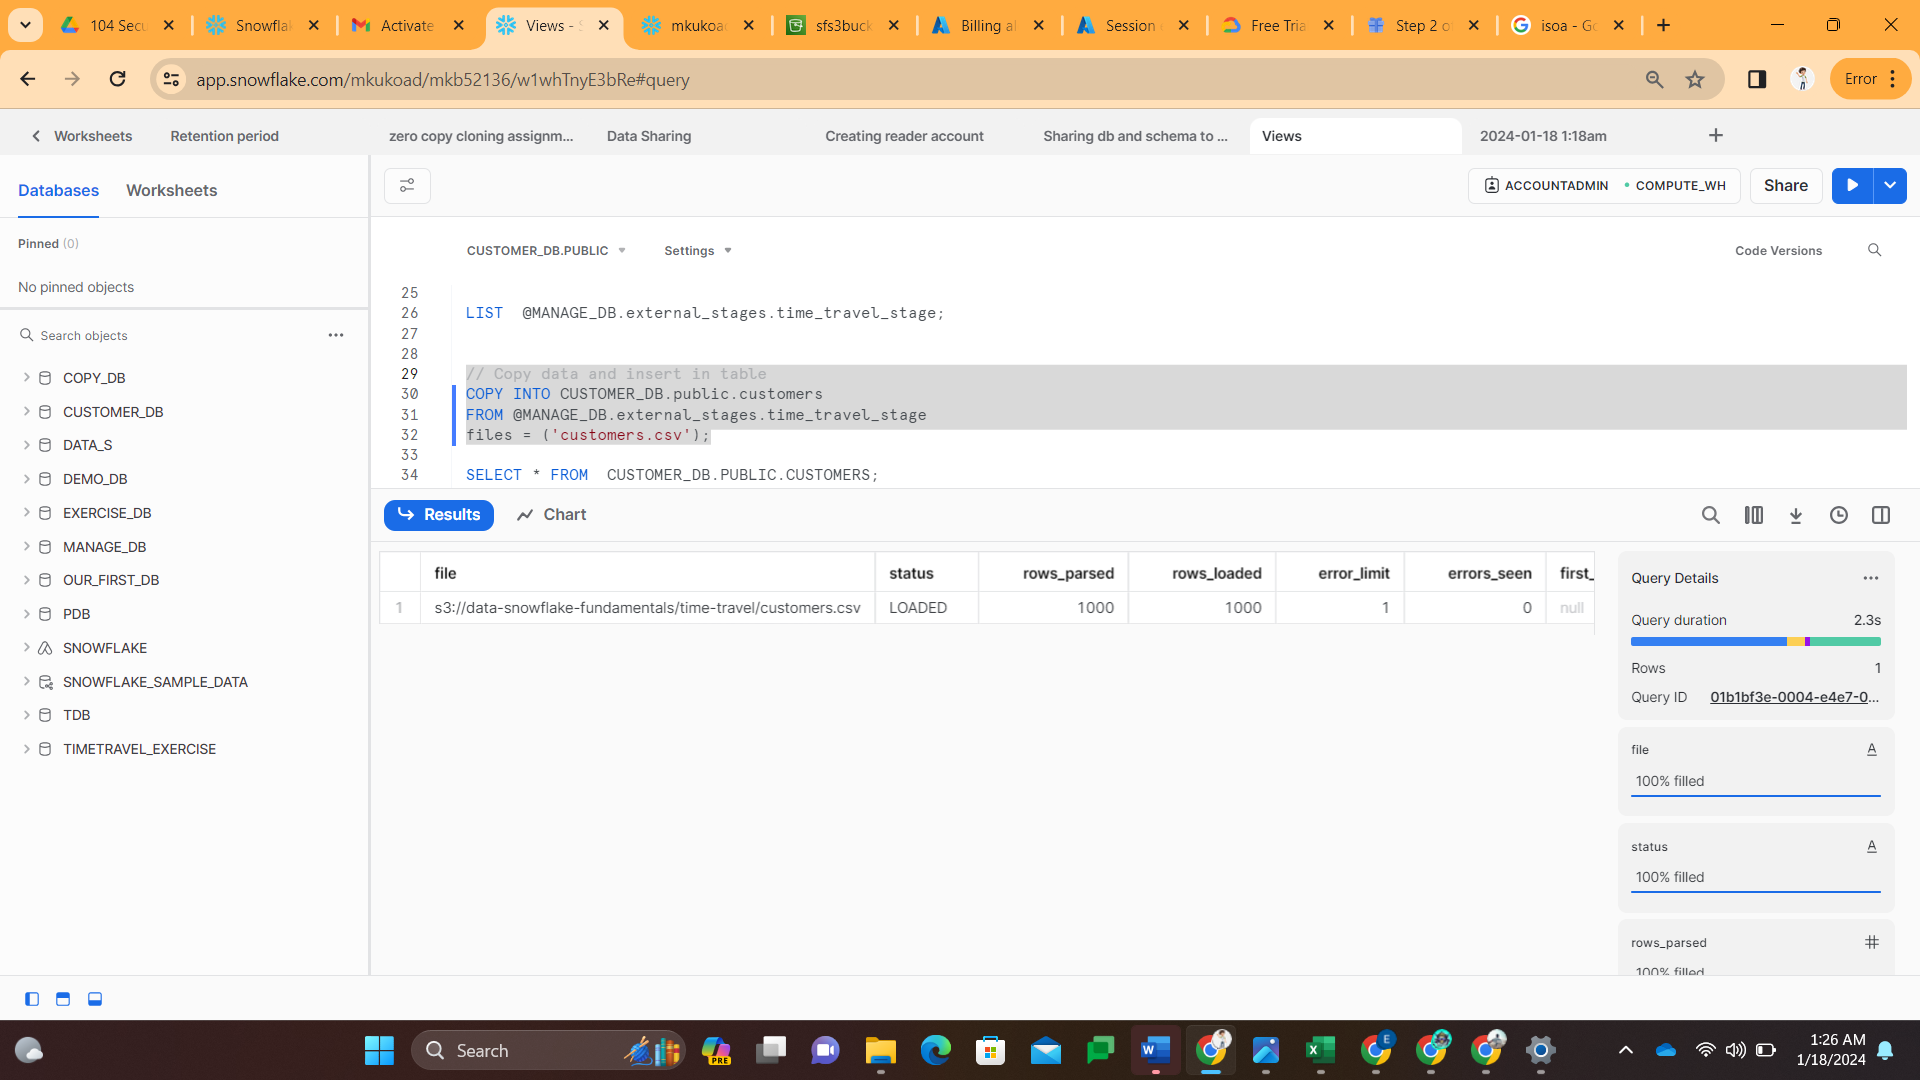 104 Secu
Snowflak
Activate
Views - S
mkukoad
sfs3buck
Billing al
Session
Free Tria
Step 2 o
isoa - Go
app.snowflake.com/mkukoad/mkb52136/w1whTnyE3bRe#query
Error
Worksheets
Retention period
zero copy cloning assignm...
Data Sharing
Creating reader account
Sharing db and schema to ...
Views
2024-01-18 1:18am
Databases
Worksheets
ACCOUNTADMIN
COMPUTE_WH
Share
Pinned (0)
No pinned objects
Search objects
COPY_DB
CUSTOMER_DB
DATA_S
DEMO_DB
EXERCISE_DB
MANAGE_DB
OUR_FIRST_DB
PDB
SNOWFLAKE
SNOWFLAKE_SAMPLE_DATA
TDB
TIMETRAVEL_EXERCISE
CUSTOMER_DB.PUBLIC
Settings
Code Versions
25
26 LIST  @MANAGE_DB.external_stages.time_travel_stage;
27
28
29 // Copy data and insert in table
30 COPY INTO CUSTOMER_DB.public.customers
31 FROM @MANAGE_DB.external_stages.time_travel_stage
32 files = ('customers.csv');
33
34 SELECT * FROM  CUSTOMER_DB.PUBLIC.CUSTOMERS;
Results
Chart
file status rows_parsed rows_loaded error_limit errors_seen first_
1 s3://data-snowflake-fundamentals/time-travel/customers.csv LOADED 1000 1000 1 0 null
Query Details
Query duration 2.3s
Rows 1
Query ID 01b1bf3e-0004-e4e7-0...
file
100% filled
status
100% filled
rows_parsed
100% filled
Search
PRE
E
1:26 AM
1/18/2024